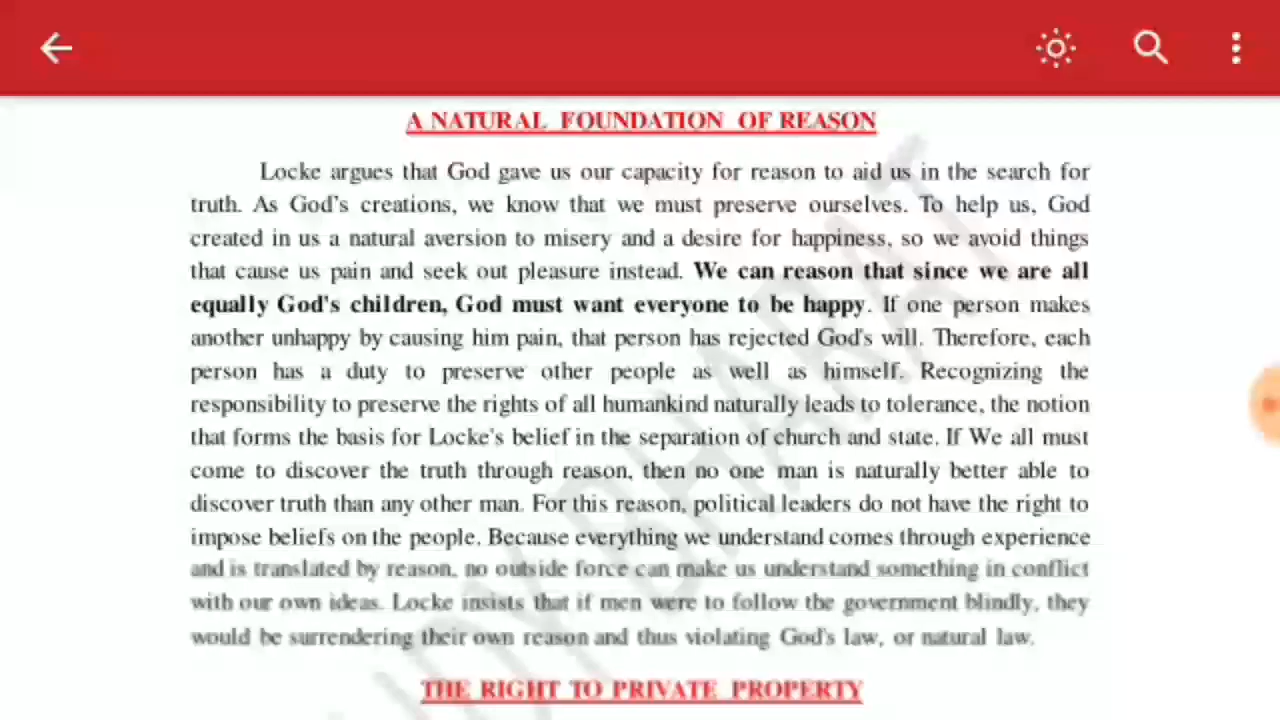 A NATURAL FOUNDATION OF REASON
Locke argues that God gave us our capacity for reason to aid us in the search for
truth. As God's creations, we know that we must preserve ourselves. To help us, God
created in us a natural aversion to misery and a desire for happiness, so we avoid things
that cause us pain and seek out pleasure instead. We can reason that since we are all
equally God's children, God must want everyone to be happy. If one person makes
another unhappy by causing him pain, that person has rejected God's will. Therefore, each
person has a duty to preserve other people as well as himself. Recognizing the
responsibility to preserve the rights of all humankind naturally leads to tolerance, the notion
that forms the basis for Locke's belief in the separation of church and state. If We all must
come to discover the truth through reason, then no one man is naturally better able to
discover truth than any other man. For this reason, political leaders do not have the right to
impose beliefs on the people. Because everything we understand comes through experience
and is translated by reason, no outside force can make us understand something in conflict
with our own ideas. Locke insists that if men were to follow the government blindly, they
would be surrendering their own reason and thus violating God's law, or natural law.
THE RIGHT TO PRIVATE PROPERTY